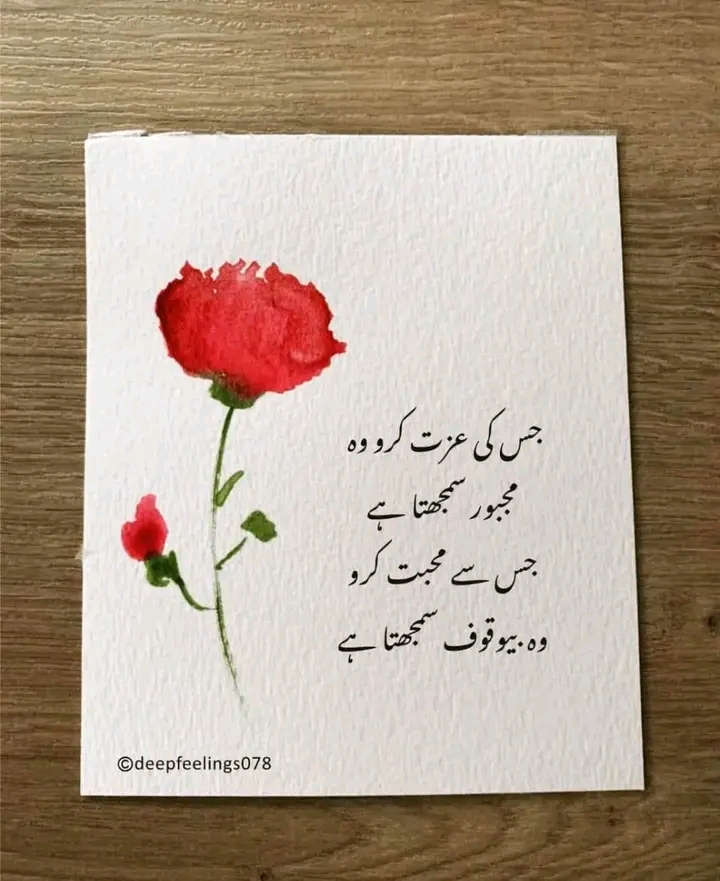 جس کی عزت کرو وہ
مجبور سمجھتا ہے
جس سے محبت کرو
وہ بیوقوف سمجھتا ہے
©deepfeelings078